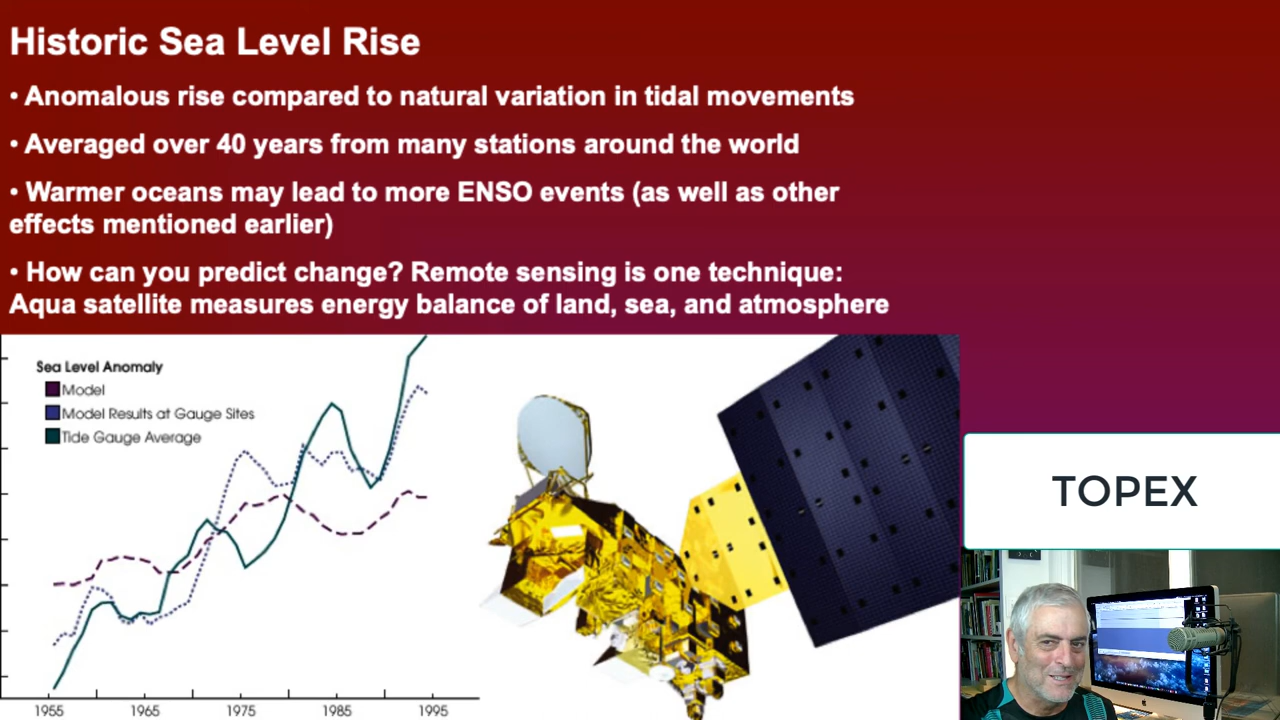 Historic Sea Level Rise
• Anomalous rise compared to natural variation in tidal movements
• Averaged over 40 years from many stations around the world
• Warmer oceans may lead to more ENSO events (as well as other
effects mentioned earlier)
• How can you predict change? Remote sensing is one technique:
Aqua satellite measures energy balance of land, sea, and atmosphere
Sea Level Anomaly
Model
Model Results at Gauge Sites
Tide Gauge Average
1955 1965 1975 1985 1995
TOPEX